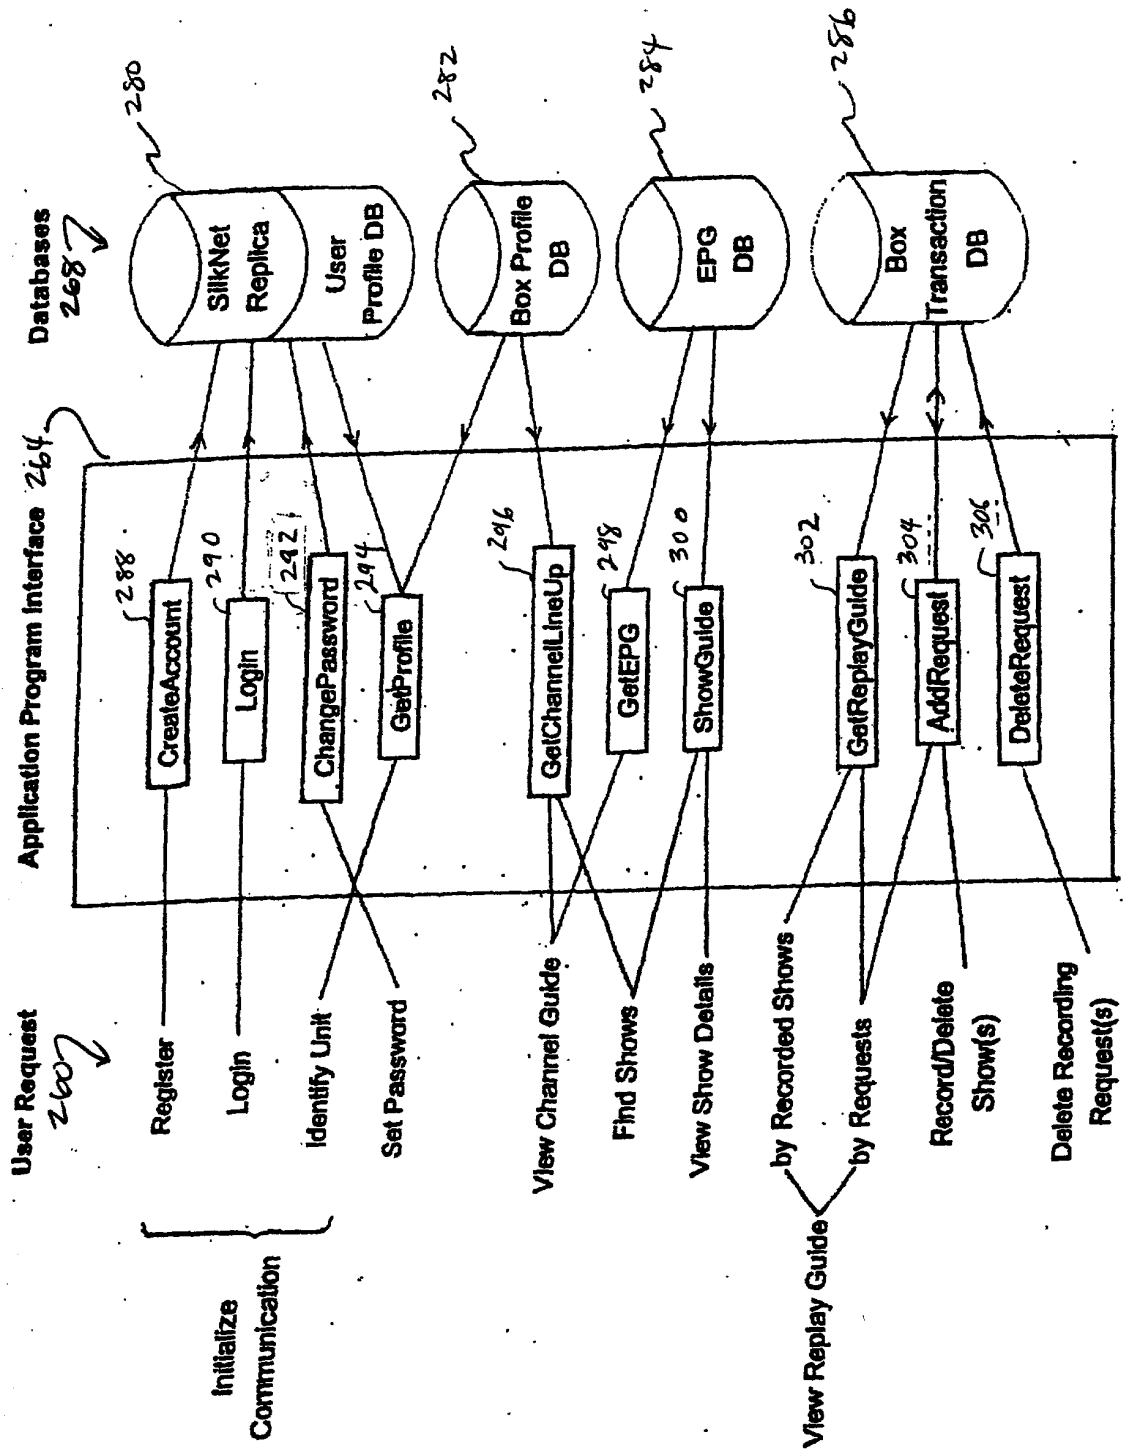 User Request
260
Application Program Interface 264
Databases
268
Initialize
Communication
Register
288
CreateAccount
Login
290
Login
Identify Unit
292
ChangePassword
Set Password
294
GetProfile
SilkNet
Replica
User
Profile DB
280
View Channel Guide
296
GetChannelLineUp
Box Profile
DB
282
Find Shows
298
GetEPG
View Show Details
300
ShowGuide
EPG
DB
284
View Replay Guide
by Recorded Shows
by Requests
302
GetReplayGuide
Record/Delete
Show(s)
304
AddRequest
Delete Recording
Request(s)
306
DeleteRequest
Box
Transaction
DB
286